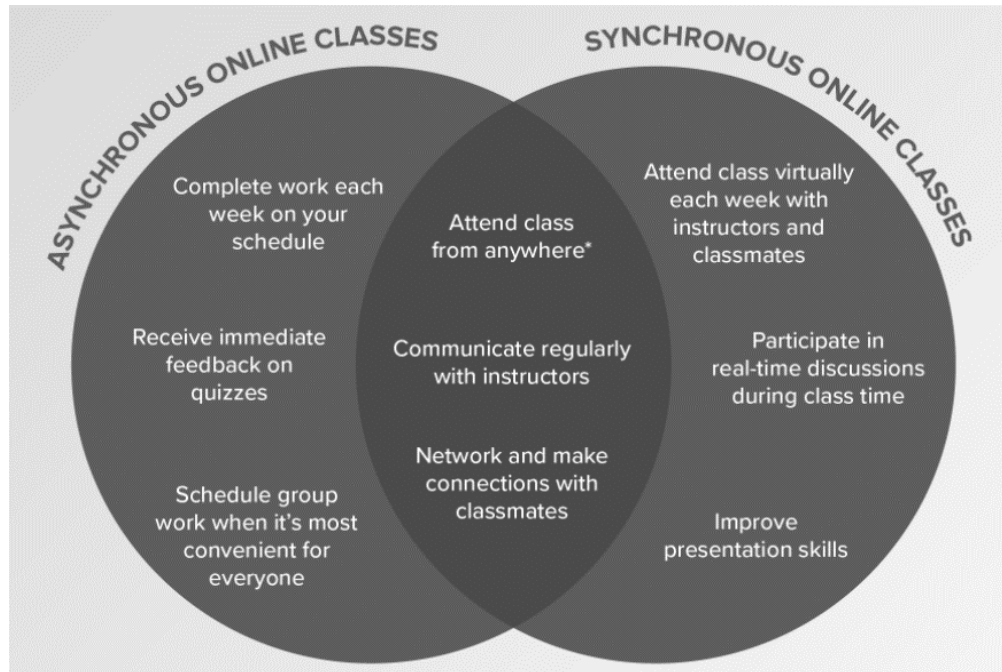 ASYNCHRONOUS ONLINE CLASSES
Complete work each
week on your
schedule
Receive immediate
feedback on
quizzes
Schedule group
work when it's most
convenient for
everyone
Attend class
from anywhere*
Communicate regularly
with instructors
Network and make
connections with
classmates
SYNCHRONOUS ONLINE CLASSES
Attend class virtually
each week with
instructors and
classmates
Participate in
real-time discussions
during class time
Improve
presentation skills